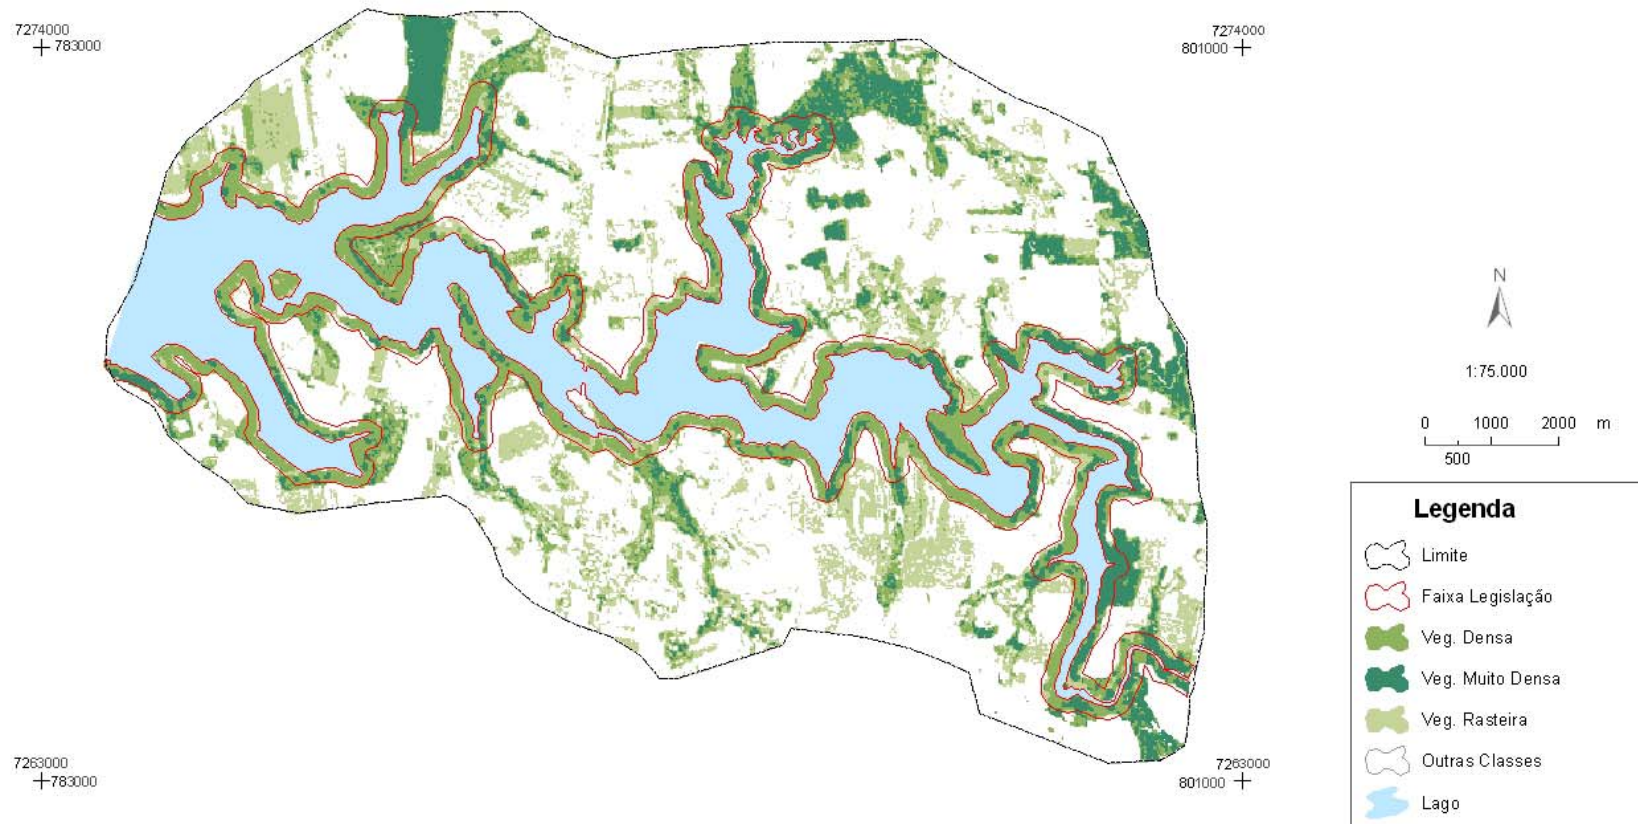 7274000
783000
7274000
801000
N
1:75.000
0 1000 2000 m
500
Legenda
Limite
Faixa Legislação
Veg. Densa
Veg. Muito Densa
Veg. Rasteira
Outras Classes
Lago
7263000
783000
7263000
801000